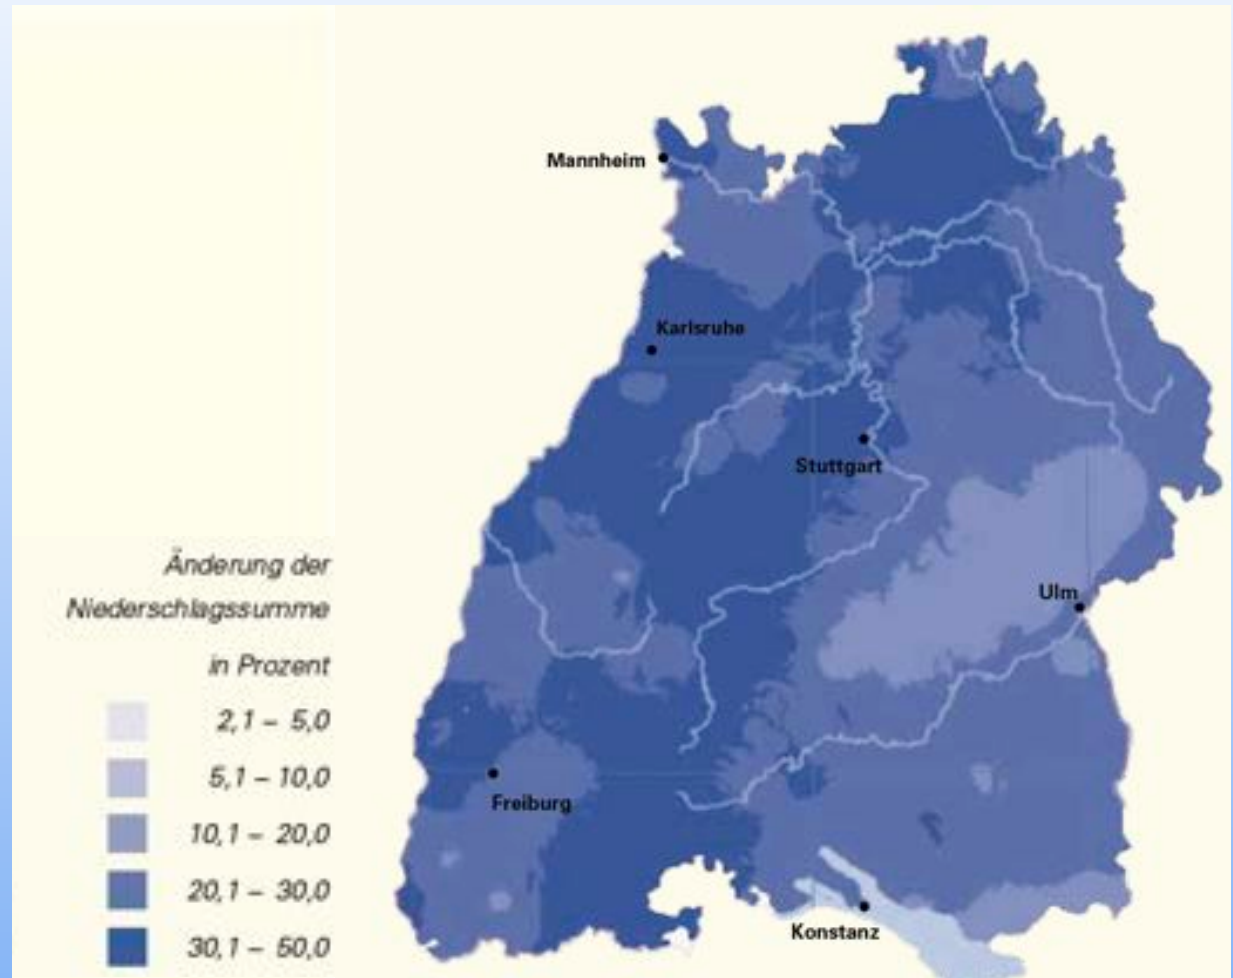 Mannheim
Karlsruhe
Stuttgart
Änderung der
Niederschlagssumme
in Prozent
Ulm
2,1 – 5,0
5,1 – 10,0
10,1 – 20,0
20,1 – 30,0
30,1 – 50,0
Freiburg
Konstanz